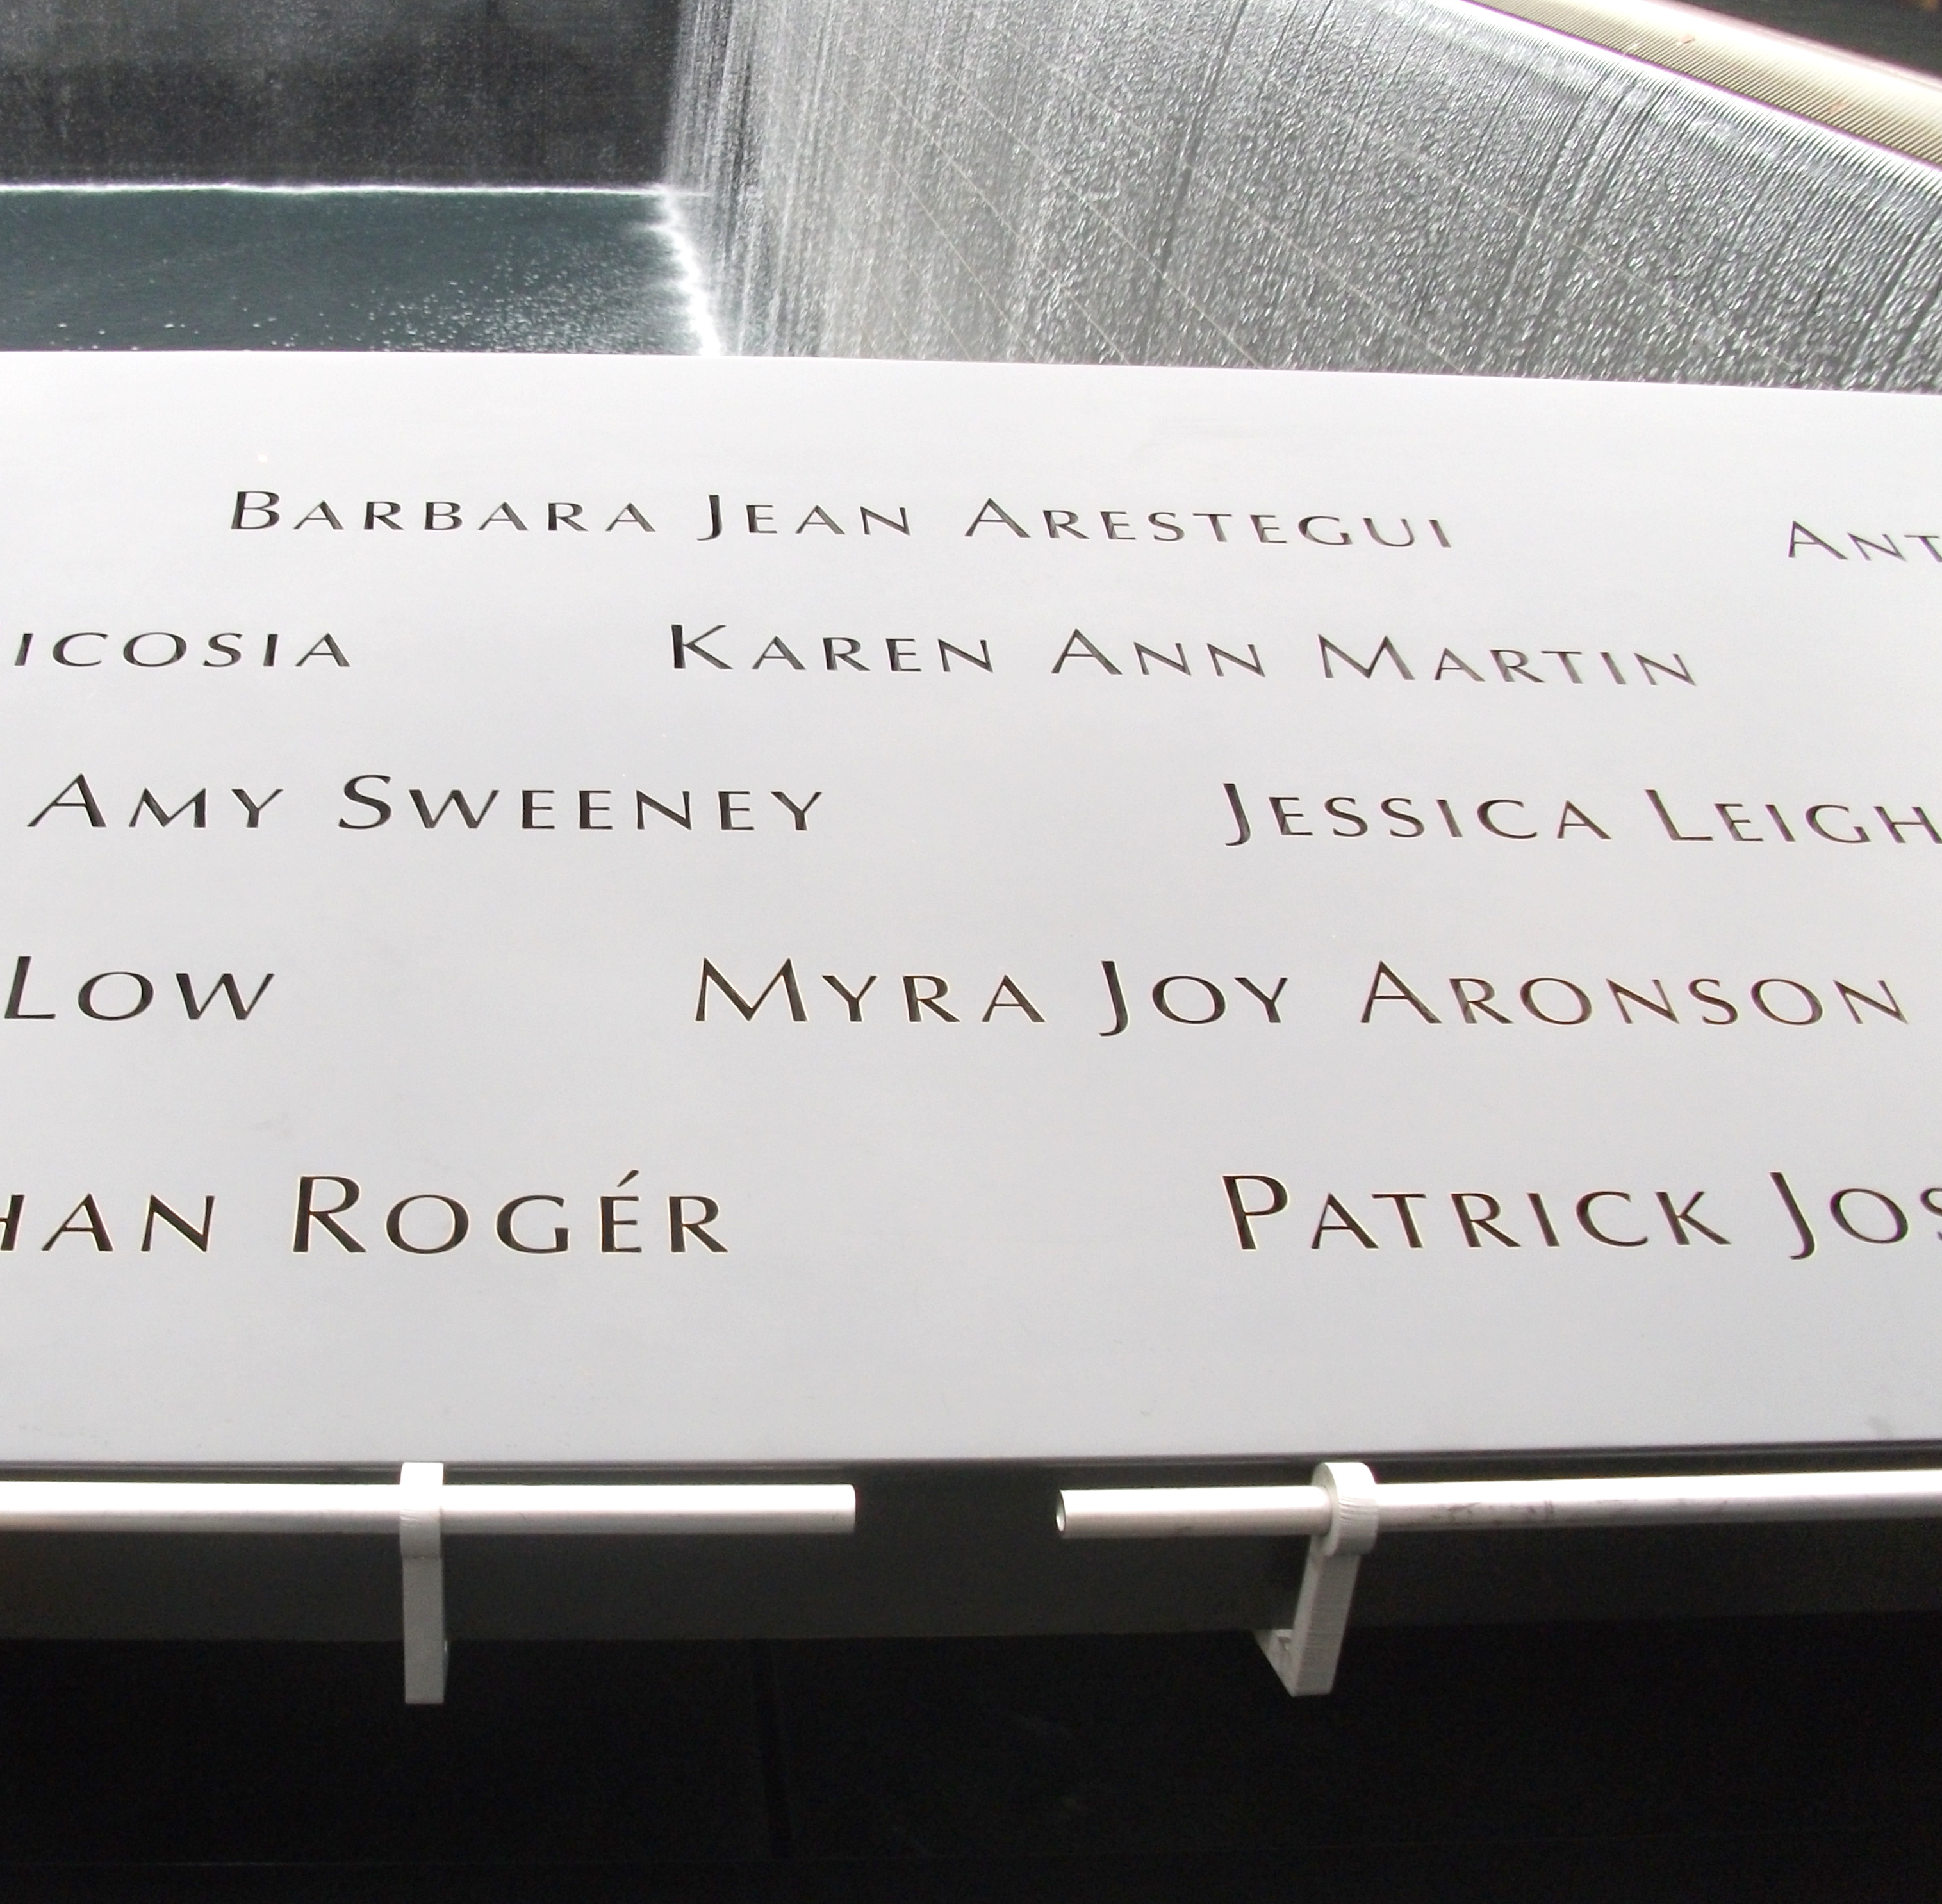 BARBARA JEAN ARESTEGUI ANT
ICOSIA KAREN ANN MARTIN
AMY SWEENEY JESSICA LEIGH
LOW MYRA JOY ARONSON
HAN ROGÉR PATRICK JOS